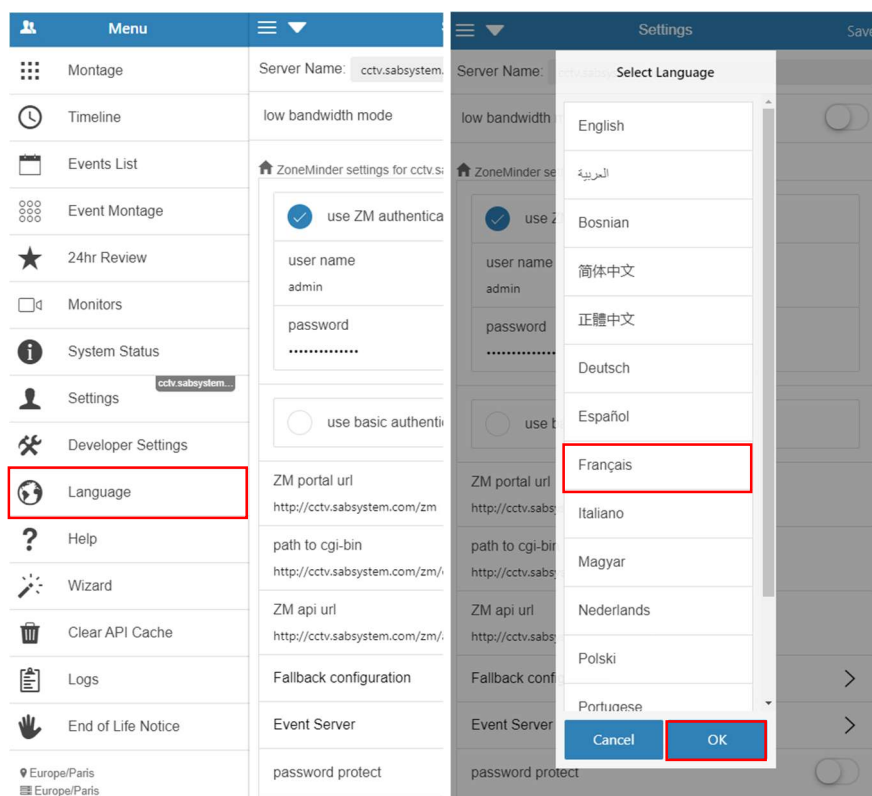 Menu
Montage
Timeline
Events List
Event Montage
24hr Review
Monitors
System Status
cctv.sabsystem...
Settings
Developer Settings
Language
Help
Wizard
Clear API Cache
Logs
End of Life Notice
Europe/Paris
Europe/Paris
Server Name: cctv.sabsystem.
low bandwidth mode
ZoneMinder settings for cctv.sa
use ZM authentica
user name
admin
password
use basic authenti
ZM portal url
http://cctv.sabsystem.com/zm
path to cgi-bin
http://cctv.sabsystem.com/zm/
ZM api url
http://cctv.sabsystem.com/zm/
Fallback configuration
Event Server
password protect
Settings
Save
Server Name:
low bandwidth
ZoneMinder se
use
user name
admin
password
use b
ZM portal url
http://cctv.sabs
path to cgi-bin
http://cctv.sabs
ZM api url
http://cctv.sabs
Fallback confi
Event Server
password protect
Select Language
English
العربية
Bosnian
简体中文
正體中文
Deutsch
Español
Français
Italiano
Magyar
Nederlands
Polski
Portugese
Cancel
OK